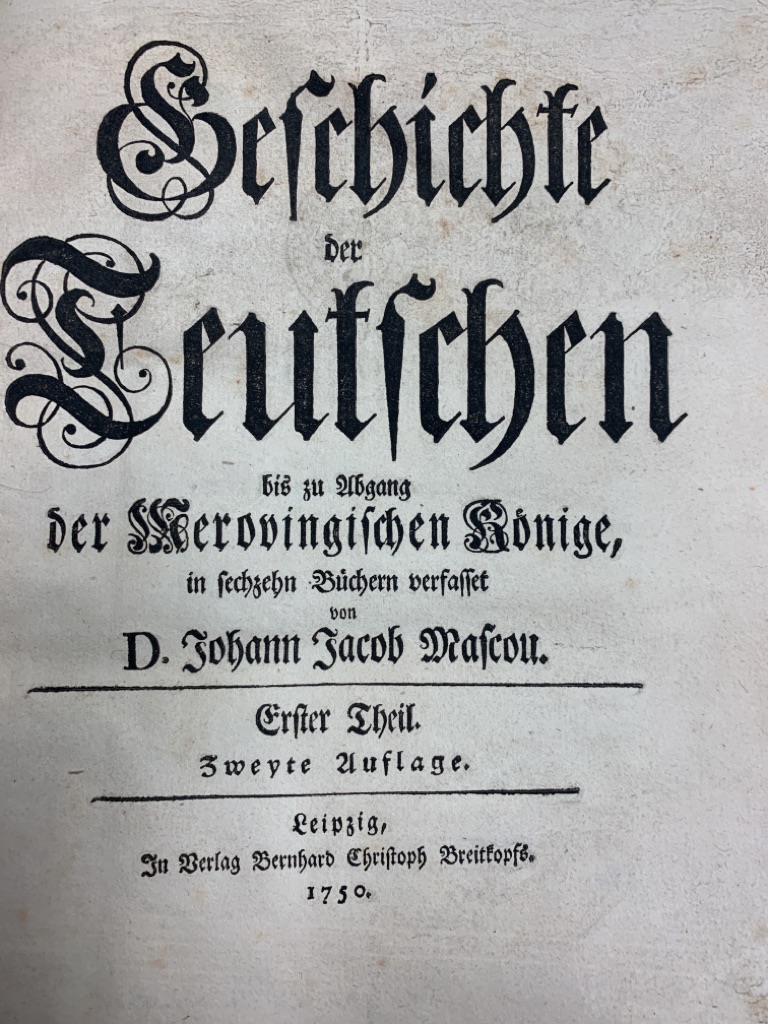 Geschichte
der
Teutschen
bis zu Abgang
der Merovingischen Könige,
in sechzehn Büchern verfasset
von
D. Johann Jacob Mascou.
Erster Theil.
Zweyte Auflage.
Leipzig,
In Verlag Bernhard Christoph Breitkopfs.
1750.